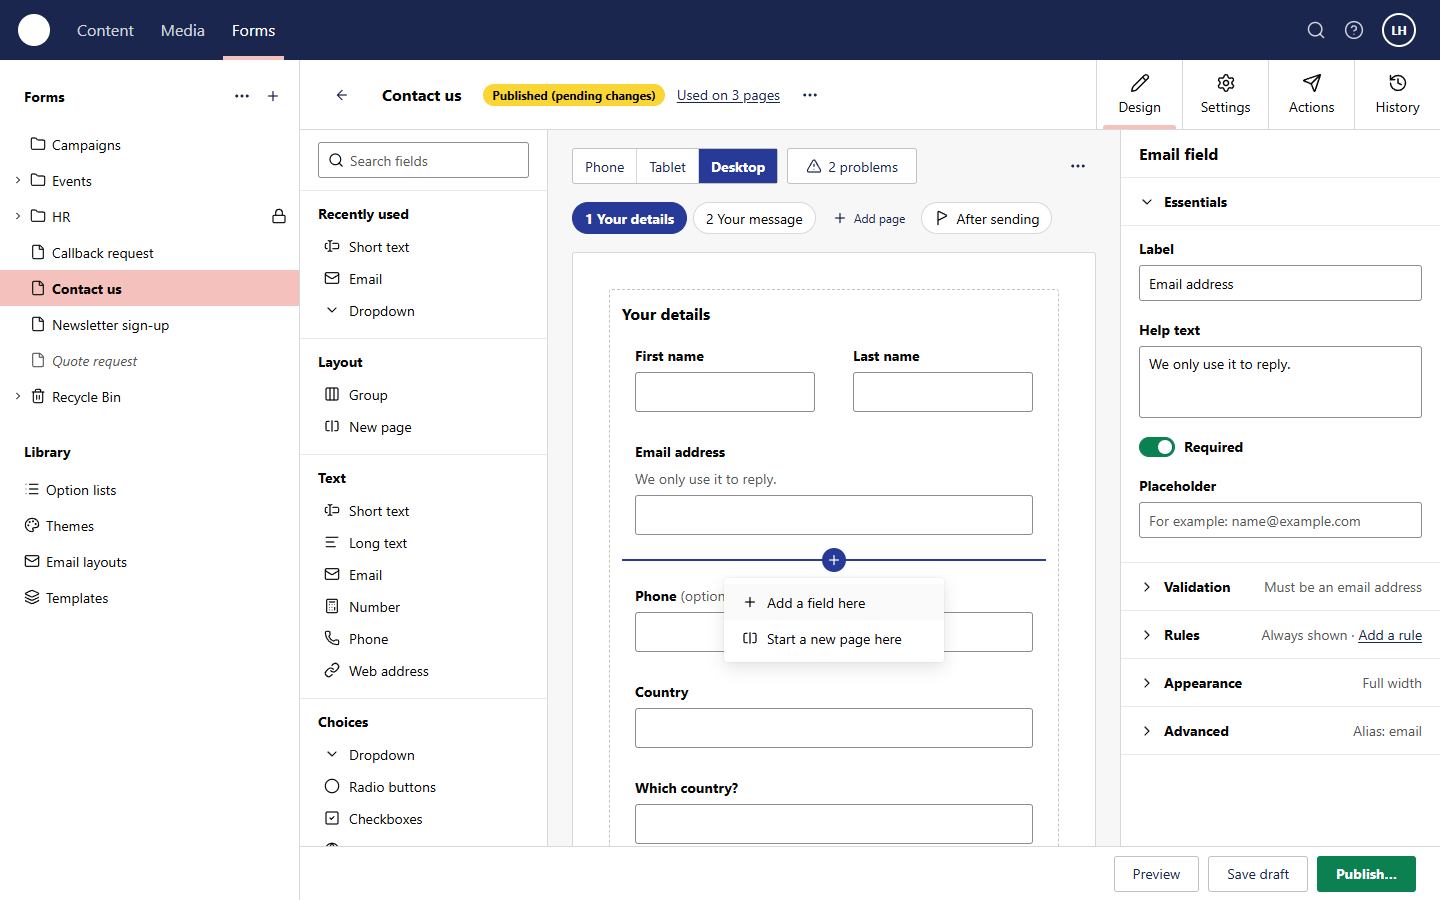 Content
Media
Forms
LH
Forms
Campaigns
Events
HR
Callback request
Contact us
Newsletter sign-up
Quote request
Recycle Bin
Library
Option lists
Themes
Email layouts
Templates
Contact us
Published (pending changes)
Used on 3 pages
Design
Settings
Actions
History
Search fields
Recently used
Short text
Email
Dropdown
Layout
Group
New page
Text
Short text
Long text
Email
Number
Phone
Web address
Choices
Dropdown
Radio buttons
Checkboxes
Phone
Tablet
Desktop
2 problems
1 Your details
2 Your message
Add page
After sending
Your details
First name
Last name
Email address
We only use it to reply.
Phone (option
Add a field here
Start a new page here
Country
Which country?
Email field
Essentials
Label
Email address
Help text
We only use it to reply.
Required
Placeholder
For example: name@example.com
Validation
Must be an email address
Rules
Always shown · Add a rule
Appearance
Full width
Advanced
Alias: email
Preview
Save draft
Publish...